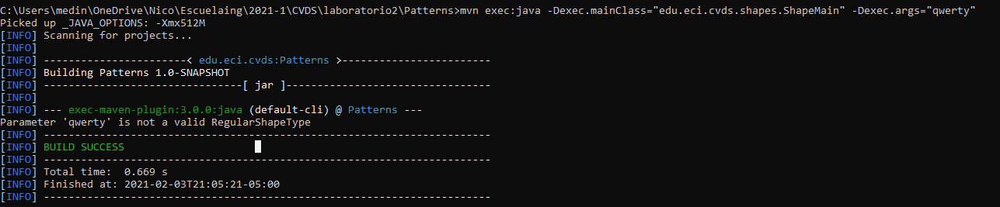 C:\Users\medin\OneDrive\Nico\Escuelaing\2021-1\CVDS\laboratorio2\Patterns>mvn exec:java -Dexec.mainClass="edu.eci.cvds.shapes.ShapeMain" -Dexec.args="qwerty"
Picked up _JAVA_OPTIONS: -Xmx512M
[INFO] Scanning for projects...
[INFO]
[INFO] -----------------------< edu.eci.cvds:Patterns >------------------------
[INFO] Building Patterns 1.0-SNAPSHOT
[INFO] --------------------------------[ jar ]---------------------------------
[INFO]
[INFO] --- exec-maven-plugin:3.0.0:java (default-cli) @ Patterns ---
Parameter 'qwerty' is not a valid RegularShapeType
[INFO] ------------------------------------------------------------------------
[INFO] BUILD SUCCESS
[INFO] ------------------------------------------------------------------------
[INFO] Total time:  0.669 s
[INFO] Finished at: 2021-02-03T21:05:21-05:00
[INFO] ------------------------------------------------------------------------